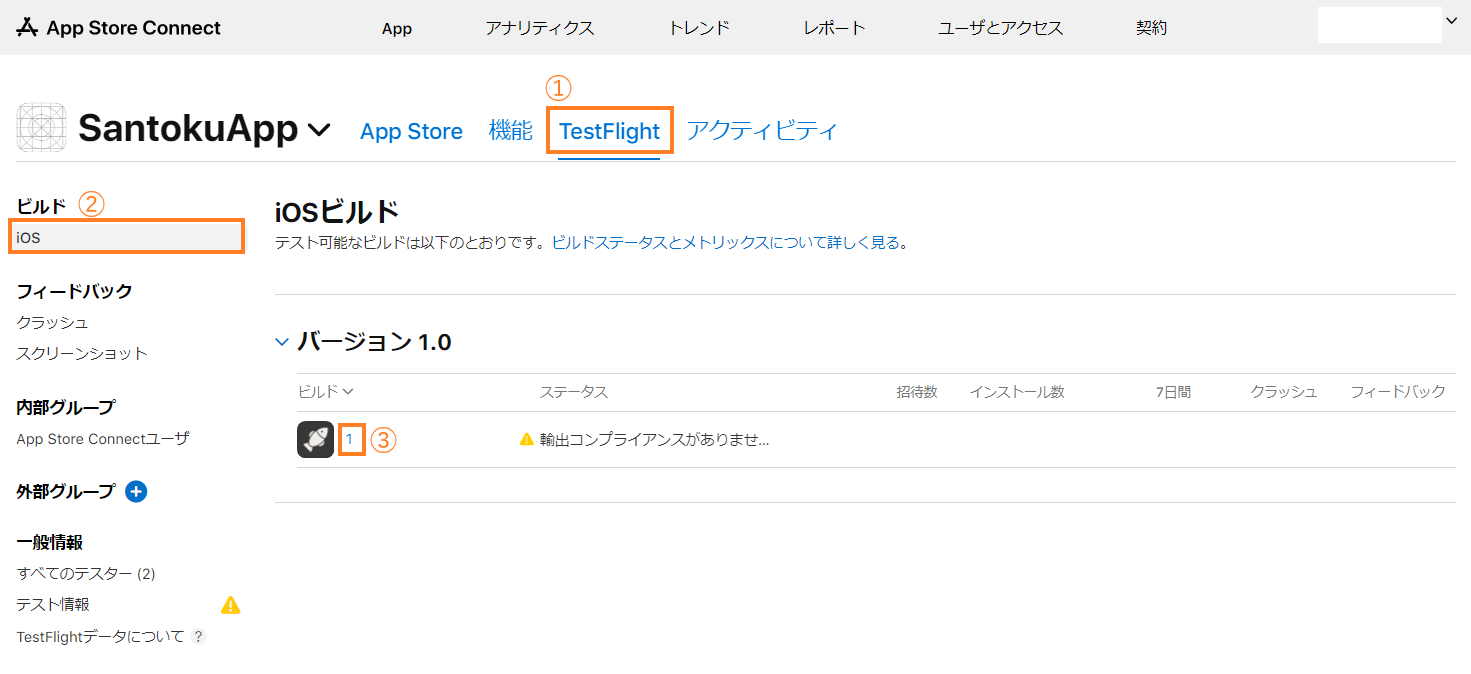 App Store Connect App アナリティクス トレンド レポート ユーザとアクセス 契約
①
SantokuApp App Store 機能 TestFlight アクティビティ
ビルド ②
iOS
フィードバック
クラッシュ
スクリーンショット
内部グループ
App Store Connectユーザ
外部グループ
一般情報
すべてのテスター (2)
テスト情報
TestFlightデータについて ?
iOSビルド
テスト可能なビルドは以下のとおりです。ビルドステータスとメトリックスについて詳しく見る。
バージョン 1.0
ビルド ステータス 招待数 インストール数 7日間 クラッシュ フィードバック
1 ③ 輸出コンプライアンスがありませ...